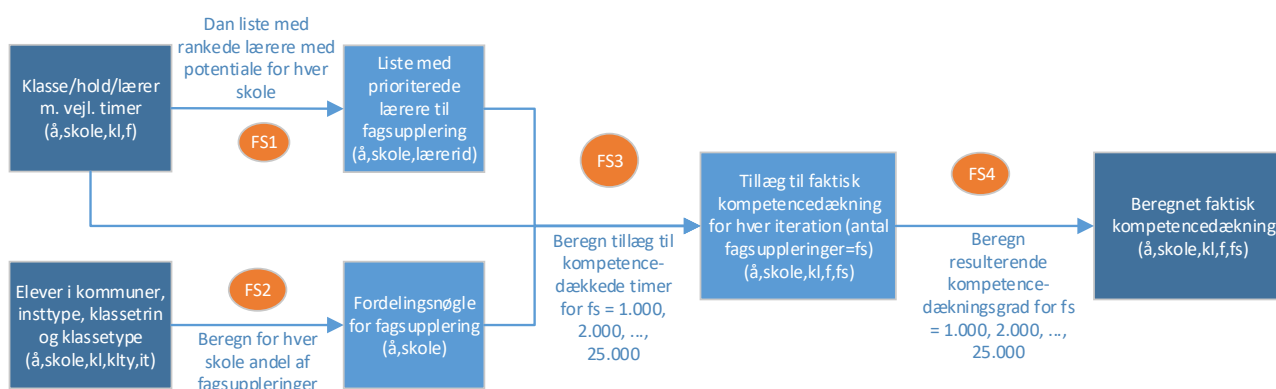 Dan liste med
rankede lærere med
potentiale for hver
skole
Klasse/hold/lærer
m. vejl. timer
(å,skole,kl,f)
FS1
Liste med
prioriterede
lærere til
fagsupplering
(å,skole,lærerid)
FS3
Beregn tillæg til
kompetence-
dækkede timer
for fs = 1.000,
2.000, ...,
25.000
Tillæg til faktisk
kompetencedækning
for hver iteration (antal
fagsuppleringer=fs)
(å,skole,kl,f,fs)
FS4
Beregn
resulterende
kompetence-
dækningsgrad for fs
= 1.000, 2.000, ...,
25.000
Beregnet faktisk
kompetencedækning
(å,skole,kl,f,fs)
Elever i kommuner,
insttype, klassetrin
og klassetype
(å,skole,kl,klty,it)
FS2
Beregn for hver
skole andel af
fagsuppleringer
Fordelingsnøgle
for fagsupplering
(å,skole)